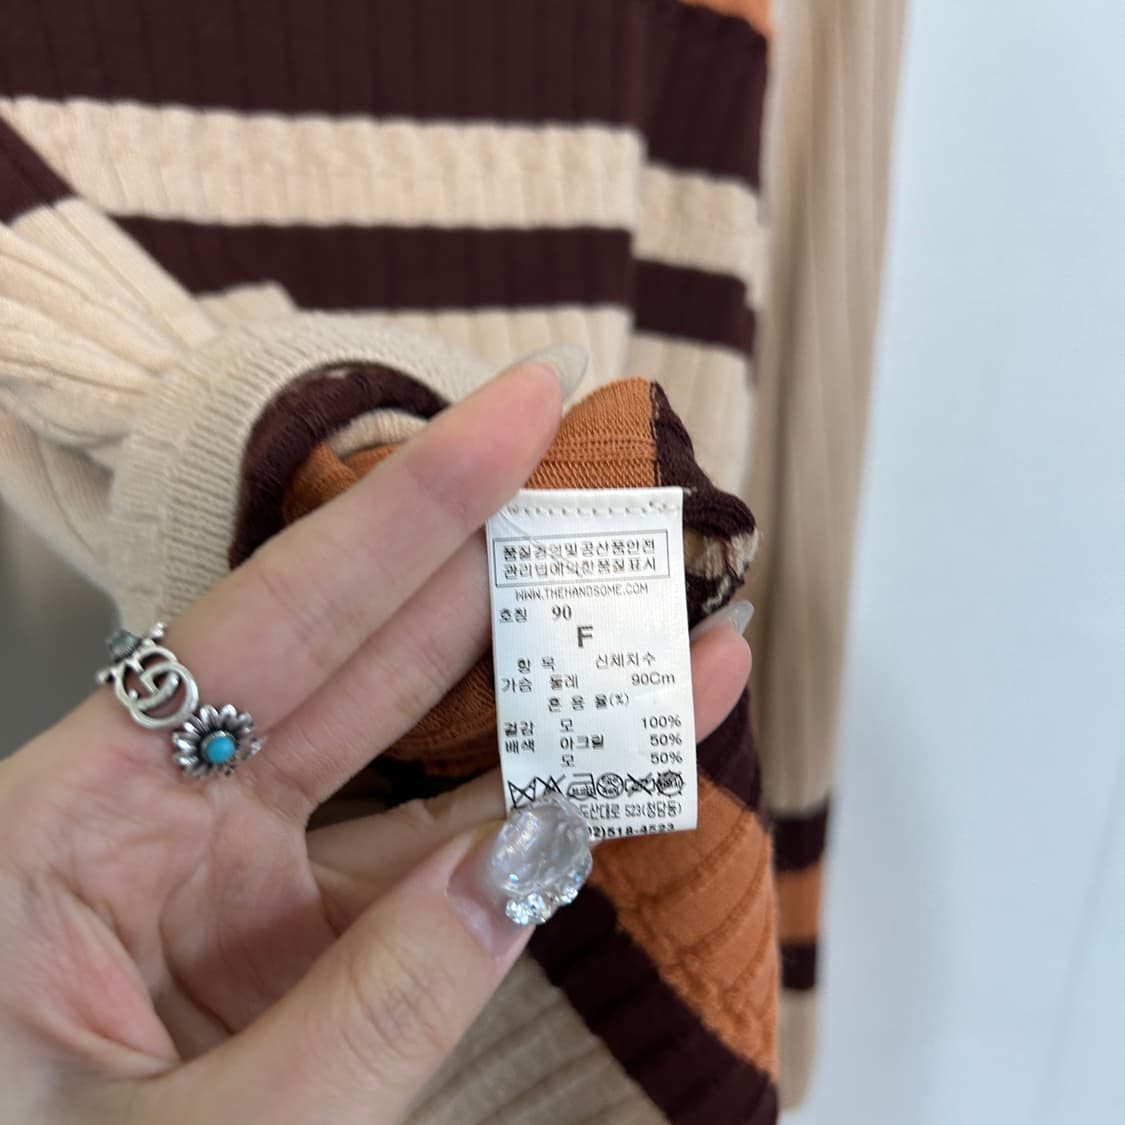 품질경영및공산품안전
관리법에의한품질표시
WWW.THEHANDSOME.COM
호칭 90
F
항 목 신체치수
가슴 둘레 90Cm
혼 용 율(%)
겉감 모 100%
배색 아크릴 50%
모 50%
도산대로 523(청담동)
02)518-4523